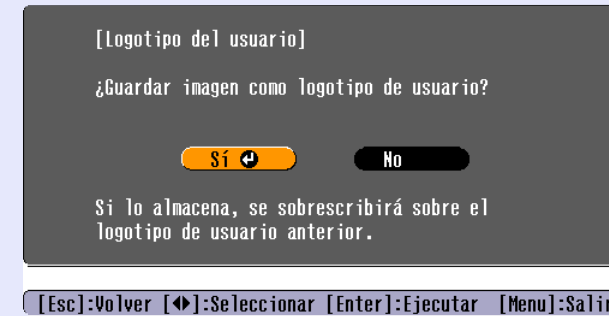 [Logotipo del usuario]
¿Guardar imagen como logotipo de usuario?
Sí No
Si lo almacena, se sobrescribirá sobre el
logotipo de usuario anterior.
[Esc]:Volver [◆]:Seleccionar [Enter]:Ejecutar [Menu]:Salir